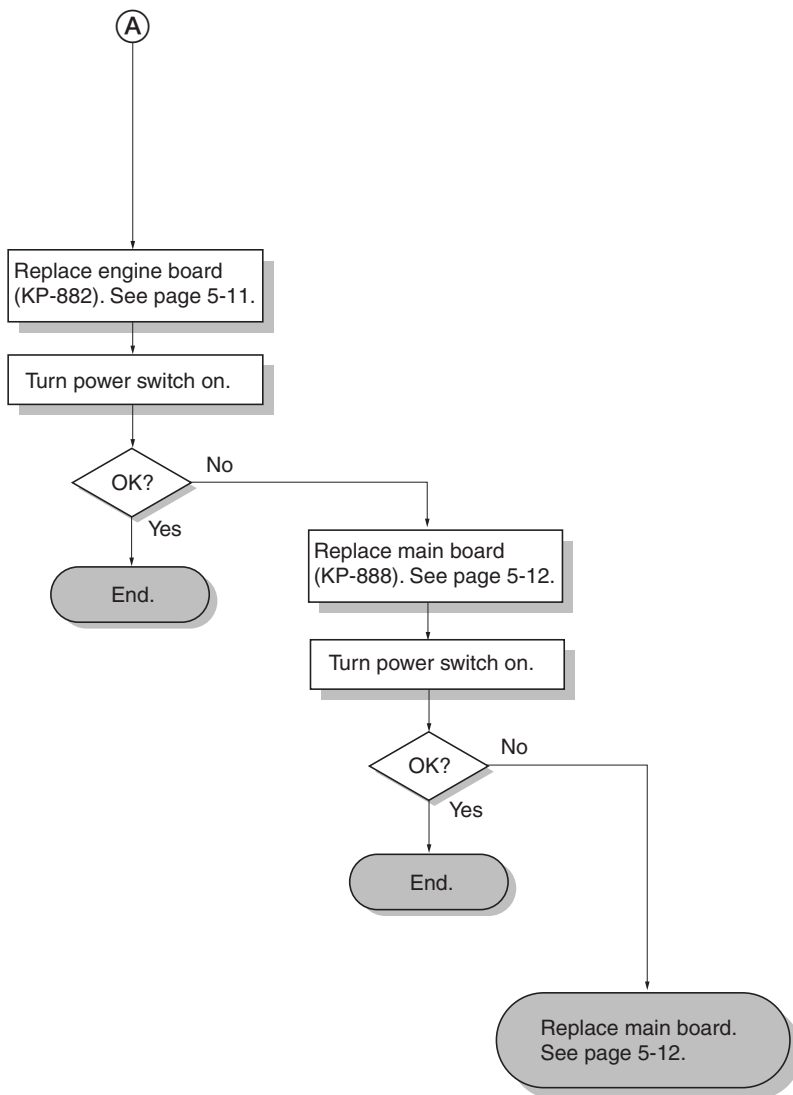 A
Replace engine board
(KP-882). See page 5-11.
Turn power switch on.
OK?
No
Yes
End.
Replace main board
(KP-888). See page 5-12.
Turn power switch on.
OK?
No
Yes
End.
Replace main board.
See page 5-12.